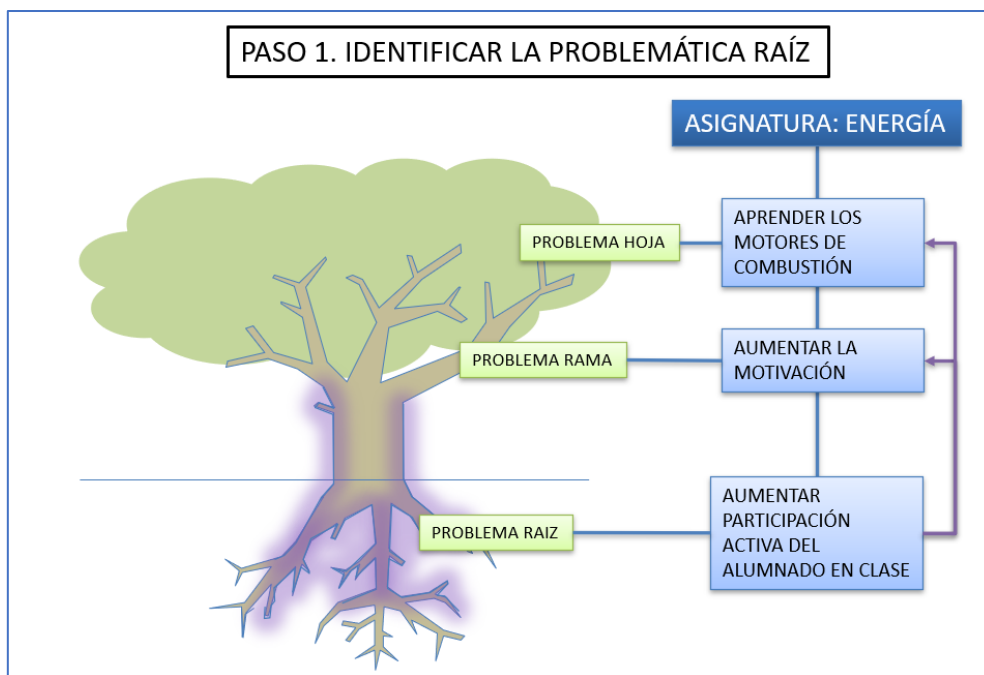 PASO 1. IDENTIFICAR LA PROBLEMÁTICA RAÍZ
ASIGNATURA: ENERGÍA
PROBLEMA HOJA
APRENDER LOS
MOTORES DE
COMBUSTIÓN
PROBLEMA RAMA
AUMENTAR LA
MOTIVACIÓN
PROBLEMA RAIZ
AUMENTAR
PARTICIPACIÓN
ACTIVA DEL
ALUMNADO EN CLASE